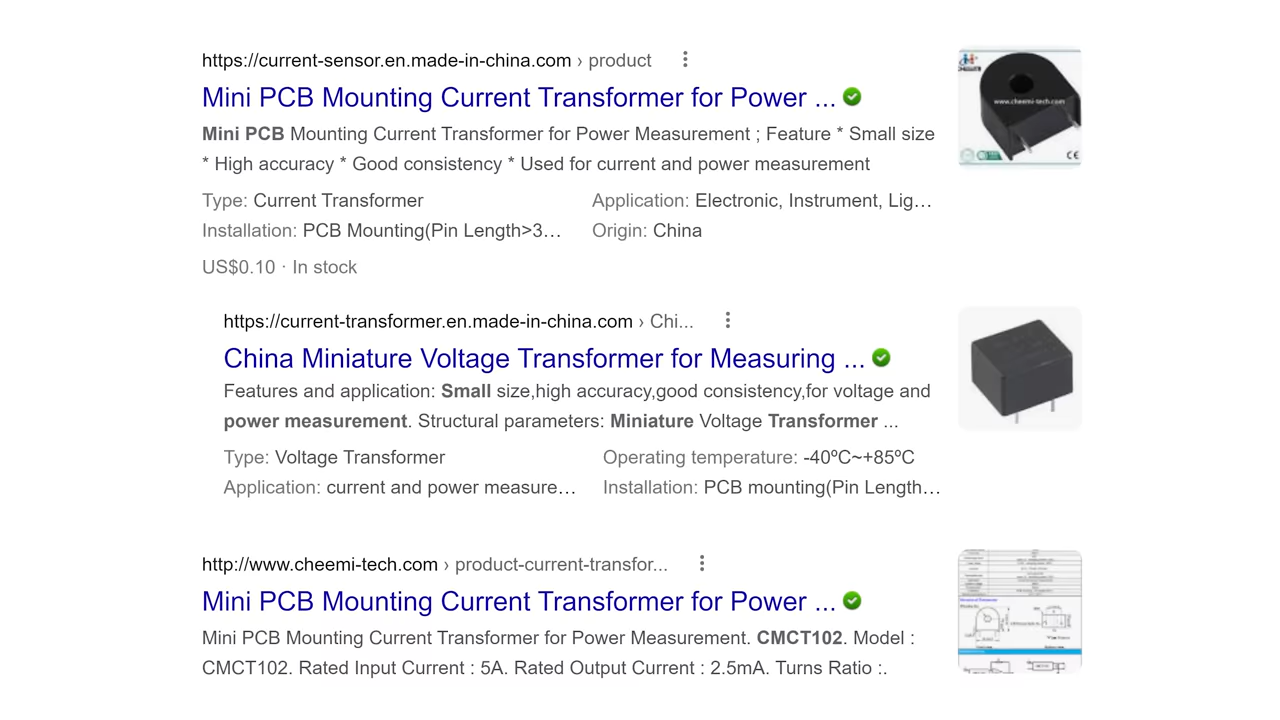 https://current-sensor.en.made-in-china.com › product
Mini PCB Mounting Current Transformer for Power ...
Mini PCB Mounting Current Transformer for Power Measurement ; Feature * Small size
* High accuracy * Good consistency * Used for current and power measurement
Type: Current Transformer
Application: Electronic, Instrument, Lig…
Installation: PCB Mounting(Pin Length>3…
Origin: China
US$0.10 · In stock
www.cheemi-tech.com
CE
https://current-transformer.en.made-in-china.com › Chi...
China Miniature Voltage Transformer for Measuring ...
Features and application: Small size,high accuracy,good consistency,for voltage and
power measurement. Structural parameters: Miniature Voltage Transformer ...
Type: Voltage Transformer
Operating temperature: -40ºC~+85ºC
Application: current and power measure…
Installation: PCB mounting(Pin Length…
http://www.cheemi-tech.com › product-current-transfor...
Mini PCB Mounting Current Transformer for Power ...
Mini PCB Mounting Current Transformer for Power Measurement. CMCT102. Model :
CMCT102. Rated Input Current : 5A. Rated Output Current : 2.5mA. Turns Ratio :.